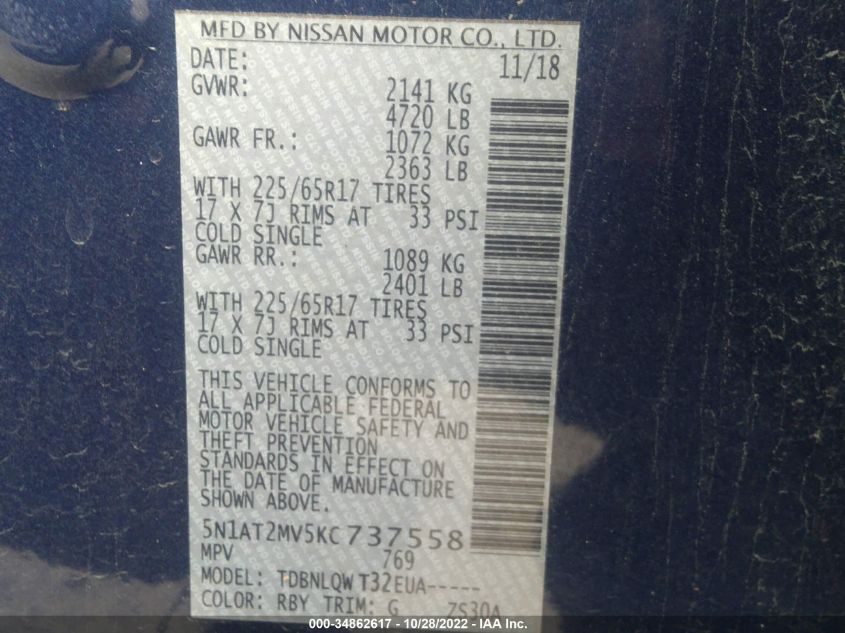 MFD BY NISSAN MOTOR CO., LTD.
DATE: 11/18
GVWR: 2141 KG
4720 LB
GAWR FR.: 1072 KG
2363 LB
WITH 225/65R17 TIRES
17 X 7J RIMS AT 33 PSI
COLD SINGLE
GAWR RR.: 1089 KG
2401 LB
WITH 225/65R17 TIRES
17 X 7J RIMS AT 33 PSI
COLD SINGLE
THIS VEHICLE CONFORMS TO
ALL APPLICABLE FEDERAL
MOTOR VEHICLE SAFETY AND
THEFT PREVENTION
STANDARDS IN EFFECT ON
THE DATE OF MANUFACTURE
SHOWN ABOVE.
5N1AT2MV5KC737558
MPV 769
MODEL: TDBNLQW T32EUA-----
COLOR: RBY TRIM: G ZS30A
000-34862617 - 10/28/2022 - IAA Inc.